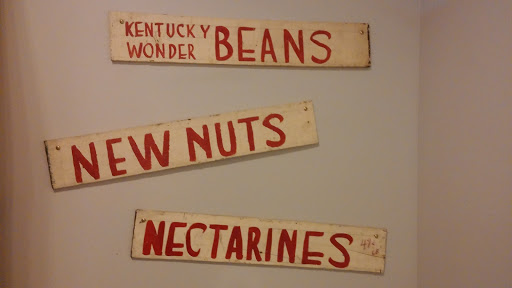 KENTUCKY
WONDER BEANS
NEW NUTS
NECTARINES